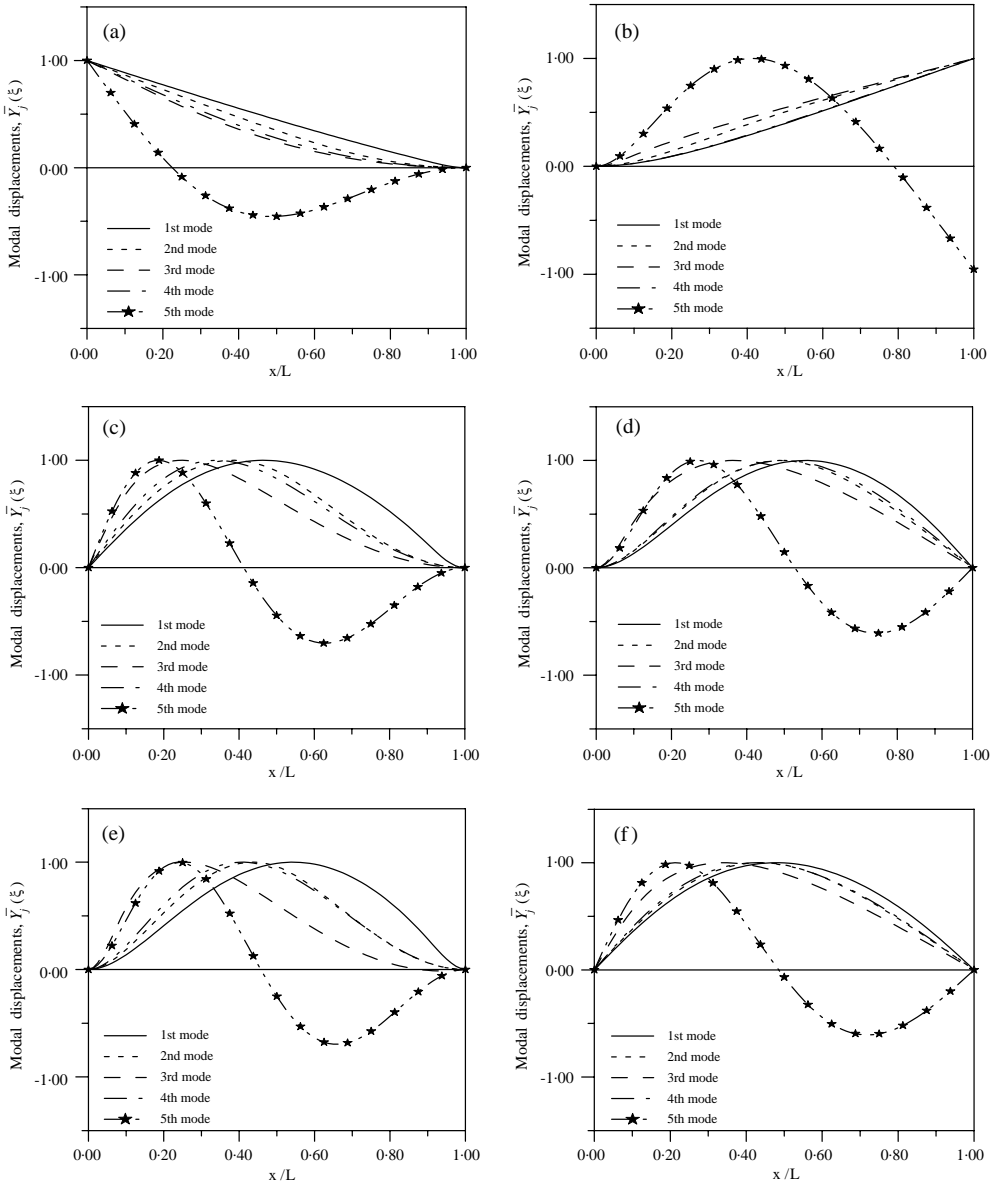 (a)
Modal displacements, Y̅j (ξ)
1·00
0·00
-1·00
1st mode
2nd mode
3rd mode
4th mode
5th mode
0·00 0·20 0·40 0·60 0·80 1·00
x/L
(b)
Modal displacements, Y̅j (ξ)
1·00
0·00
-1·00
1st mode
2nd mode
3rd mode
4th mode
5th mode
0·00 0·20 0·40 0·60 0·80 1·00
x/L
(c)
Modal displacements, Y̅j (ξ)
1·00
0·00
-1·00
1st mode
2nd mode
3rd mode
4th mode
5th mode
0·00 0·20 0·40 0·60 0·80 1·00
x/L
(d)
Modal displacements, Y̅j (ξ)
1·00
0·00
-1·00
1st mode
2nd mode
3rd mode
4th mode
5th mode
0·00 0·20 0·40 0·60 0·80 1·00
x/L
(e)
Modal displacements, Y̅j (ξ)
1·00
0·00
-1·00
1st mode
2nd mode
3rd mode
4th mode
5th mode
0·00 0·20 0·40 0·60 0·80 1·00
x/L
(f)
Modal displacements, Y̅j (ξ)
1·00
0·00
-1·00
1st mode
2nd mode
3rd mode
4th mode
5th mode
0·00 0·20 0·40 0·60 0·80 1·00
x/L